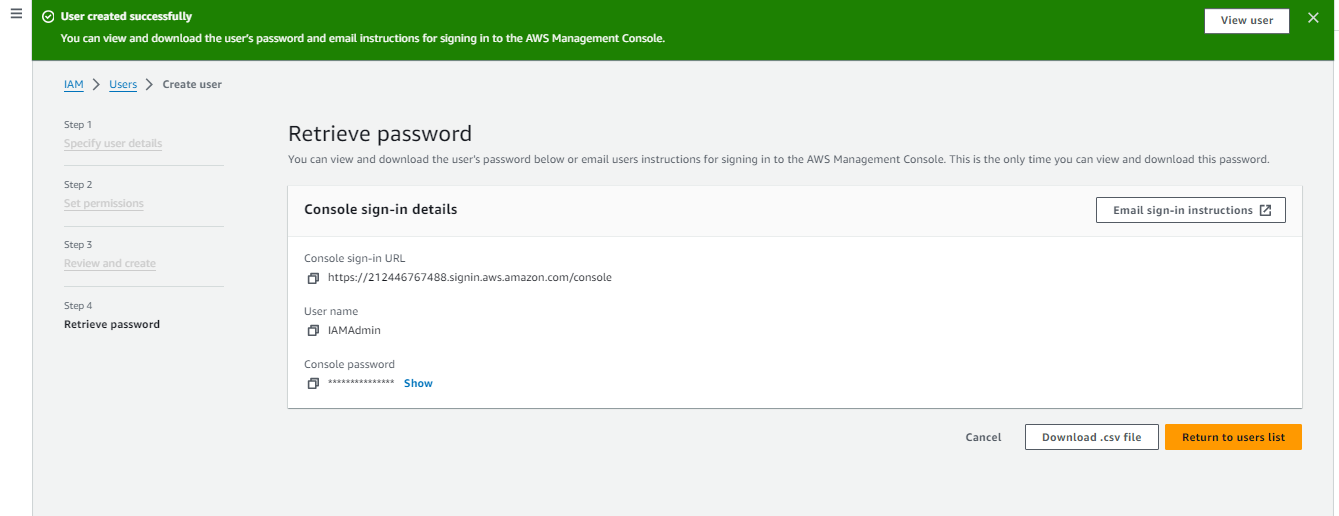 User created successfully
You can view and download the user's password and email instructions for signing in to the AWS Management Console.
View user
IAM > Users > Create user
Step 1
Specify user details
Step 2
Set permissions
Step 3
Review and create
Step 4
Retrieve password
Retrieve password
You can view and download the user's password below or email users instructions for signing in to the AWS Management Console. This is the only time you can view and download this password.
Console sign-in details
Email sign-in instructions
Console sign-in URL
https://212446767488.signin.aws.amazon.com/console
User name
IAMAdmin
Console password
*************** Show
Cancel
Download .csv file
Return to users list